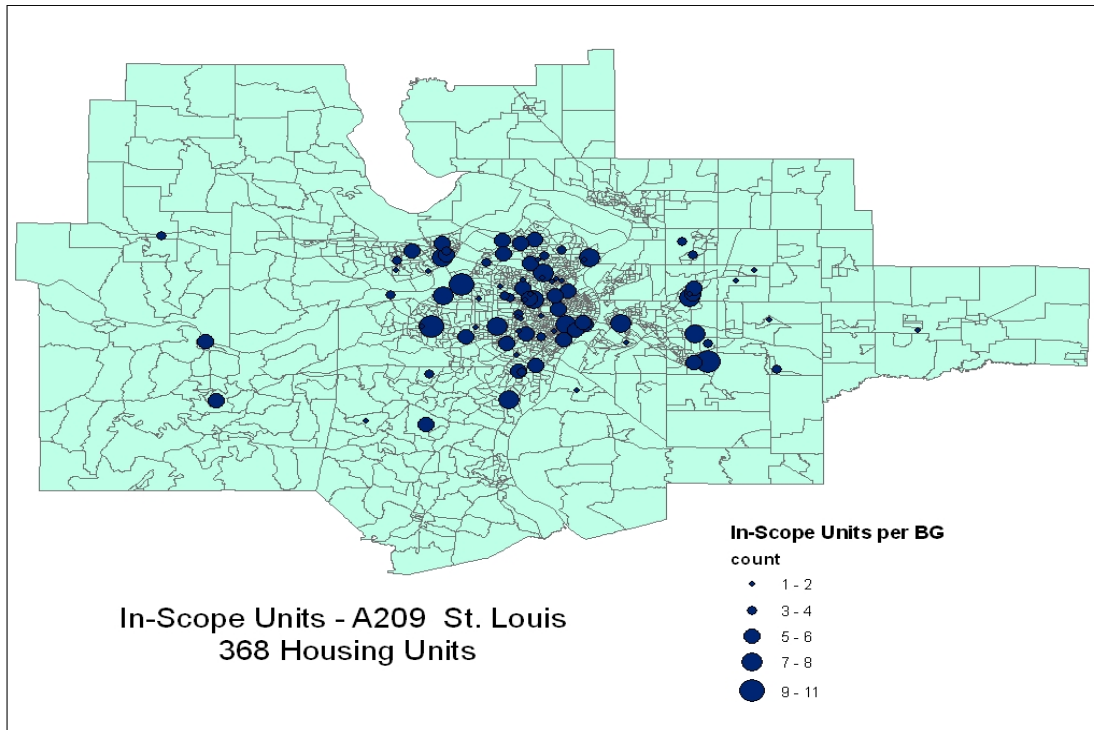 In-Scope Units per BG
count
1 - 2
3 - 4
5 - 6
7 - 8
9 - 11
In-Scope Units - A209 St. Louis
368 Housing Units